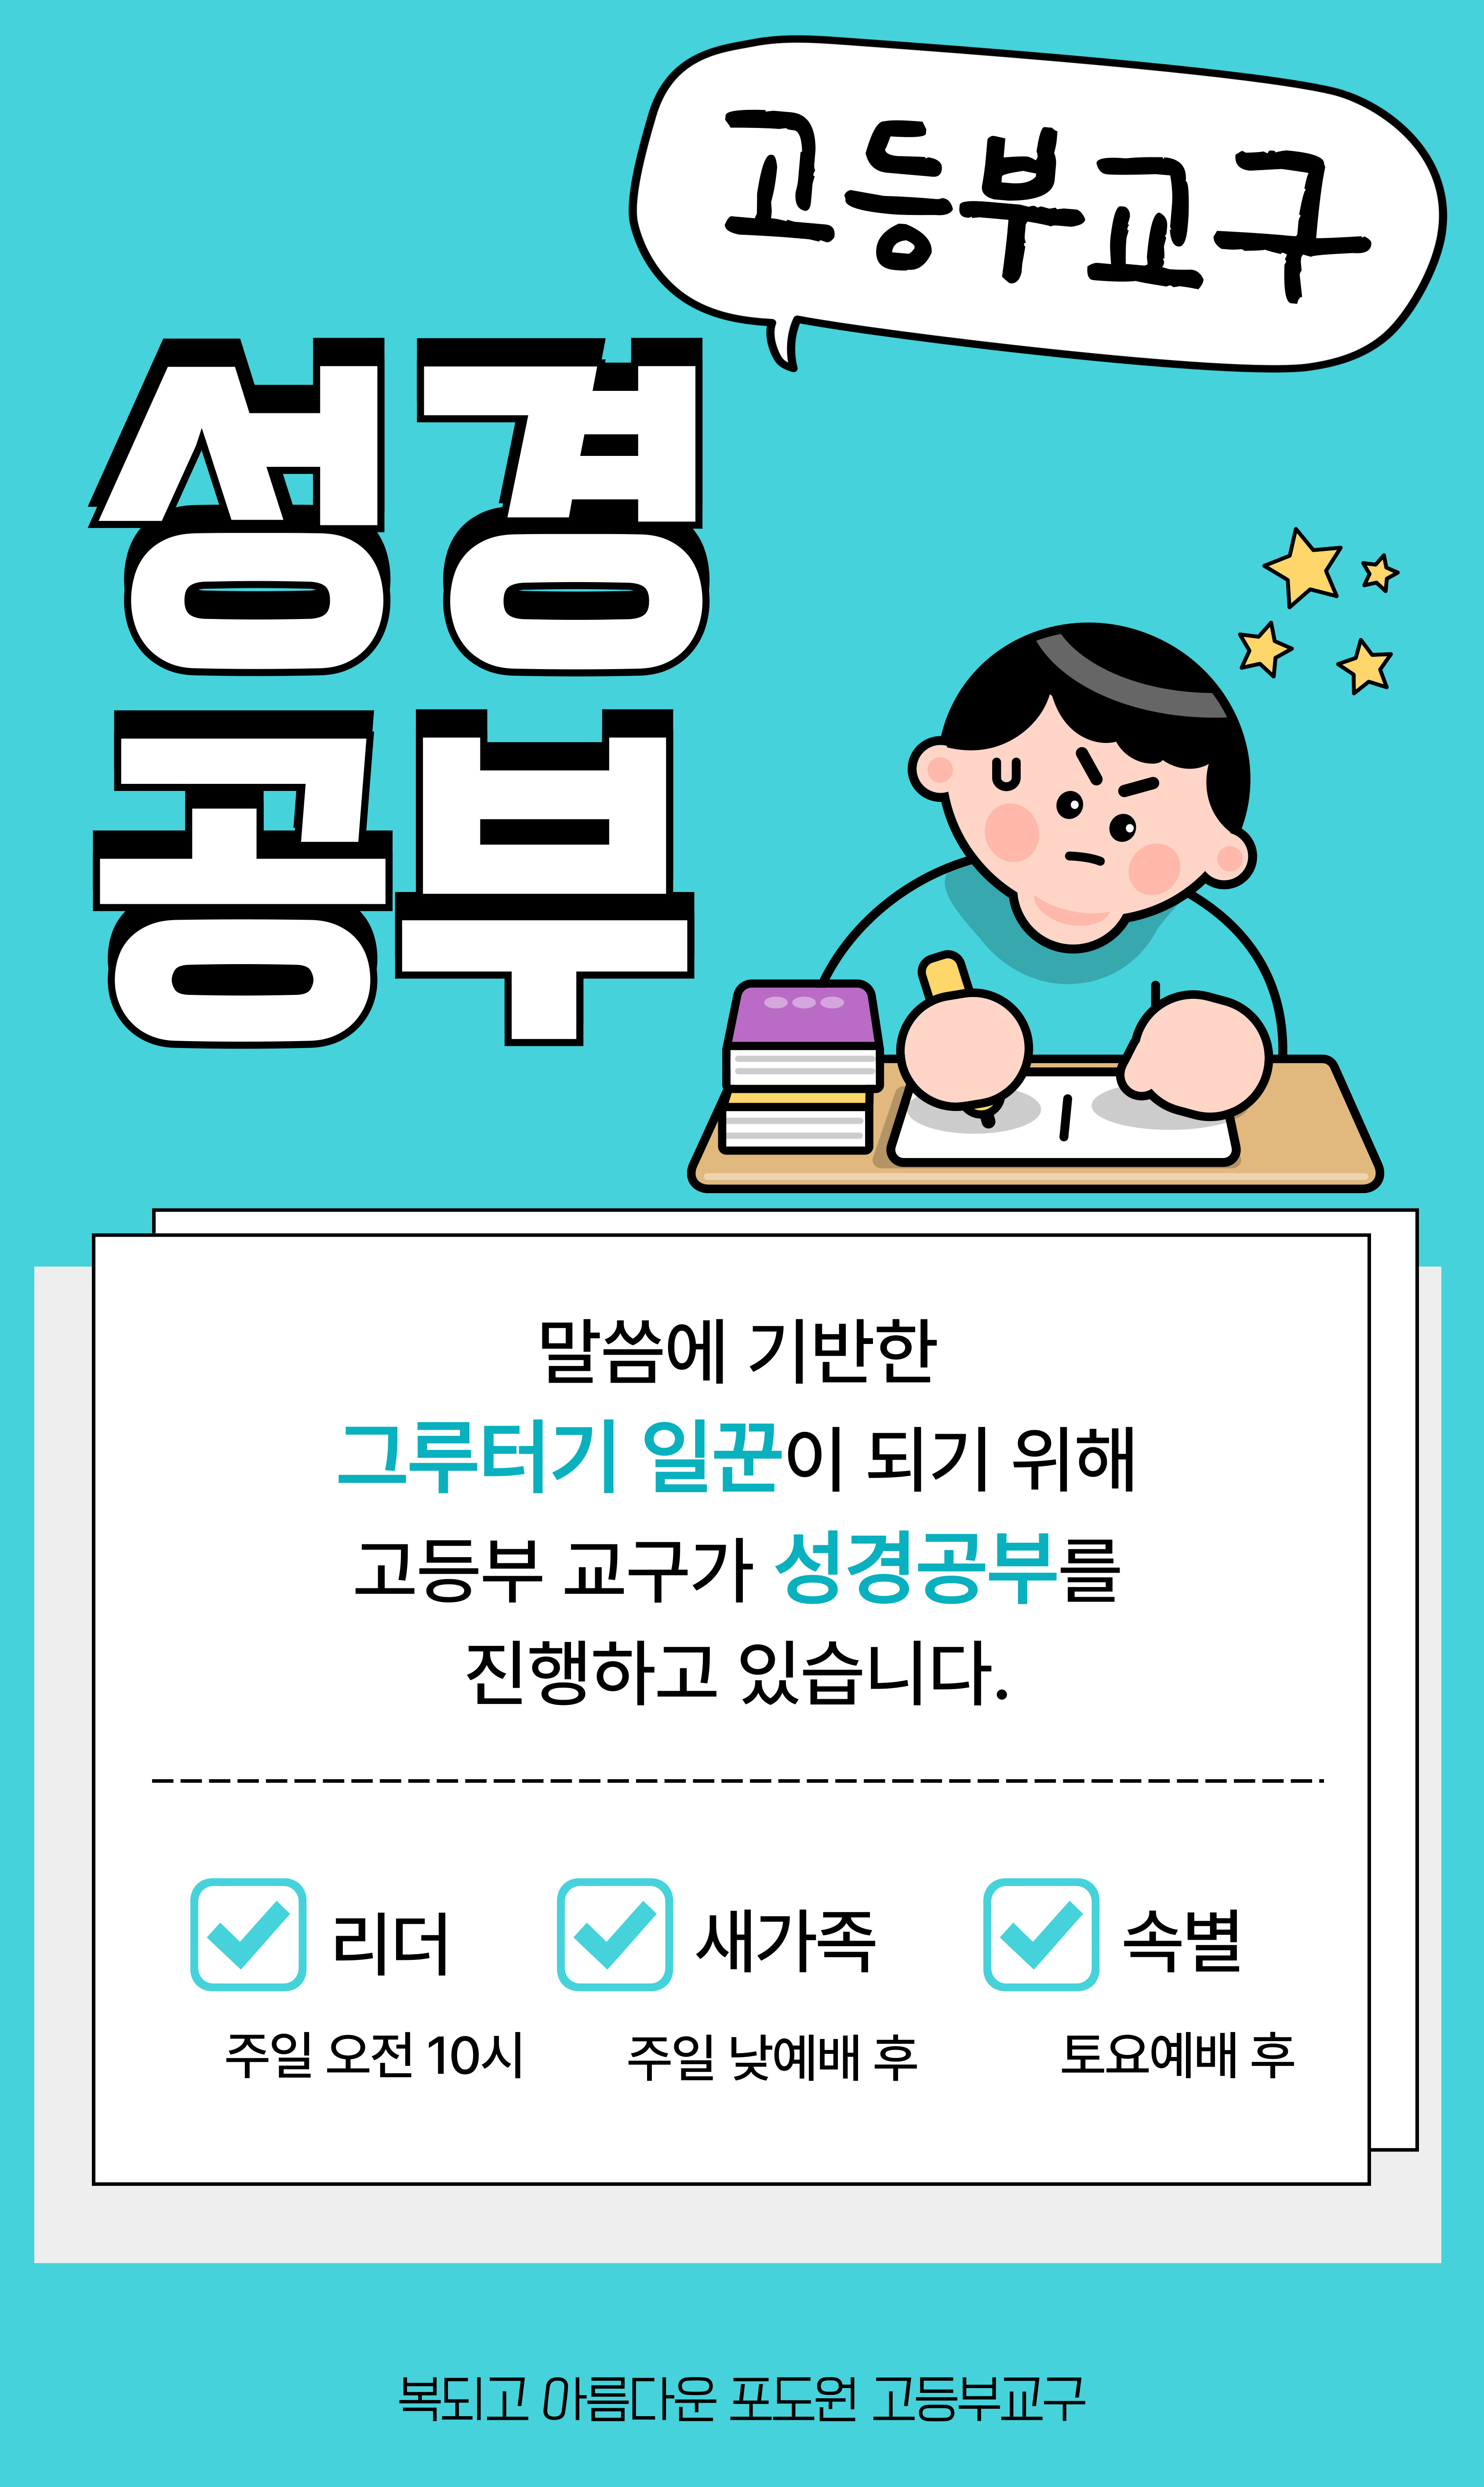 고등부교구
성경
공부
말씀에 기반한
그루터기 일꾼이 되기 위해
고등부 교구가 성경공부를
진행하고 있습니다.
리더 새가족 속별
주일 오전 10시 주일 낮예배 후 토요예배 후
복되고 아름다운 포도원 고등부교구